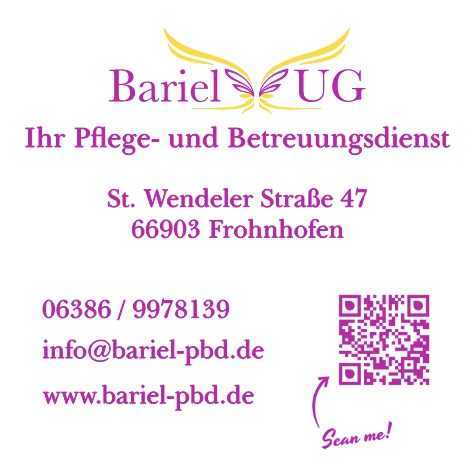 Bariel UG
Ihr Pflege- und Betreuungsdienst
St. Wendeler Straße 47
66903 Frohnhofen
06386 / 9978139
info@bariel-pbd.de
www.bariel-pbd.de
Scan me!